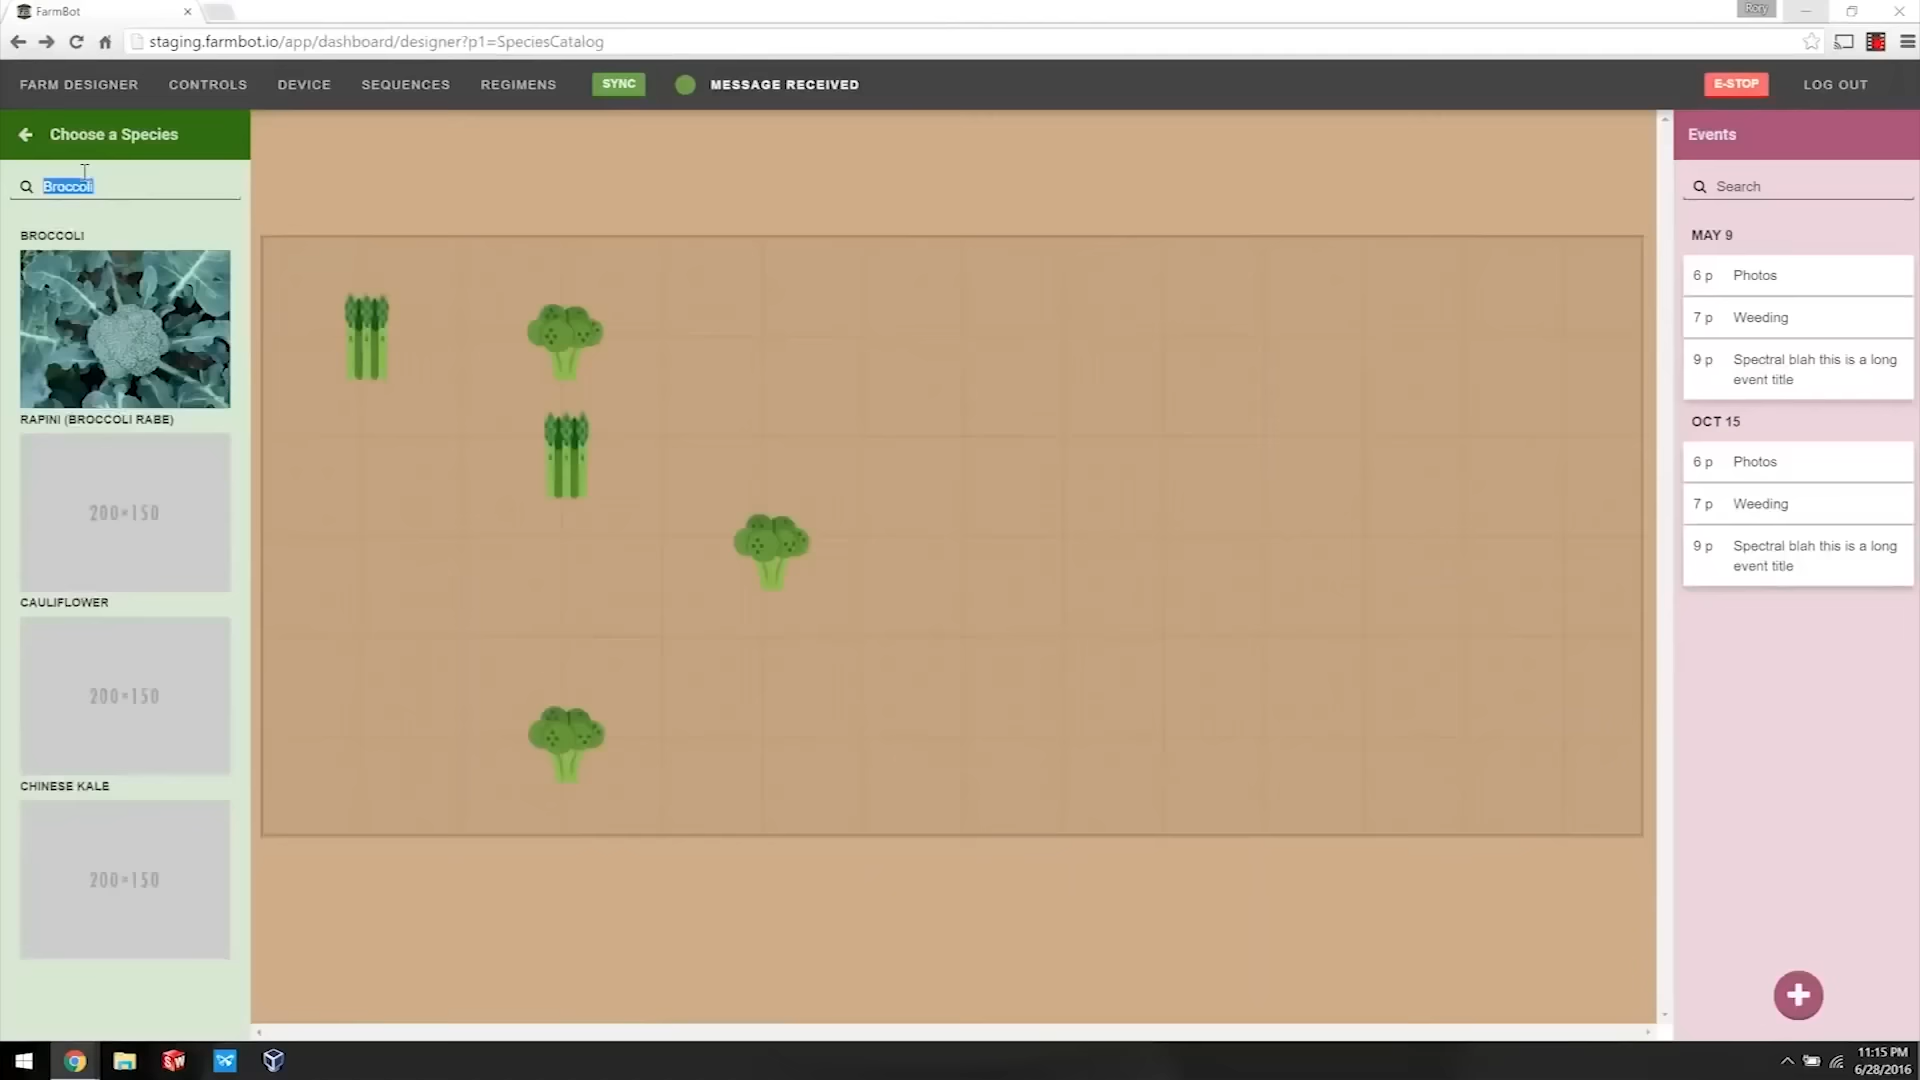 FarmBot
Rory
staging.farmbot.io/app/dashboard/designer?p1=SpeciesCatalog
FARM DESIGNER CONTROLS DEVICE SEQUENCES REGIMENS SYNC MESSAGE RECEIVED E-STOP LOG OUT
Choose a Species
Broccoli
BROCCOLI
RAPINI (BROCCOLI RABE)
200×150
CAULIFLOWER
200×150
CHINESE KALE
200×150
Events
Search
MAY 9
6 p Photos
7 p Weeding
9 p Spectral blah this is a long
event title
OCT 15
6 p Photos
7 p Weeding
9 p Spectral blah this is a long
event title
SW
11:15 PM
6/28/2016